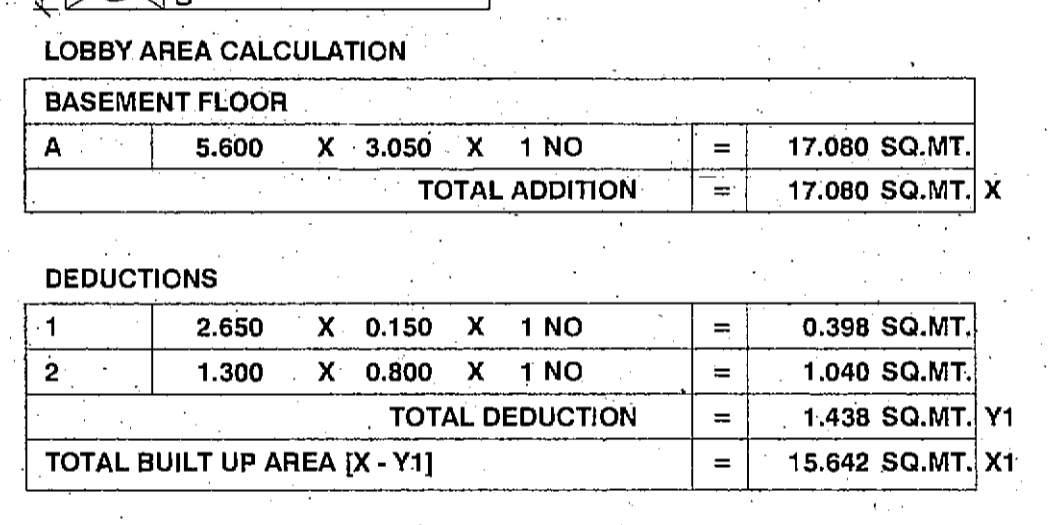 LOBBY AREA CALCULATION
BASEMENT FLOOR
A 5.600 X 3.050 X 1 NO = 17.080 SQ.MT.
TOTAL ADDITION = 17.080 SQ.MT. X
DEDUCTIONS
1 2.650 X 0.150 X 1 NO = 0.398 SQ.MT.
2 1.300 X 0.800 X 1 NO = 1.040 SQ.MT.
TOTAL DEDUCTION = 1.438 SQ.MT. Y1
TOTAL BUILT UP AREA [X - Y1] = 15.642 SQ.MT. X1